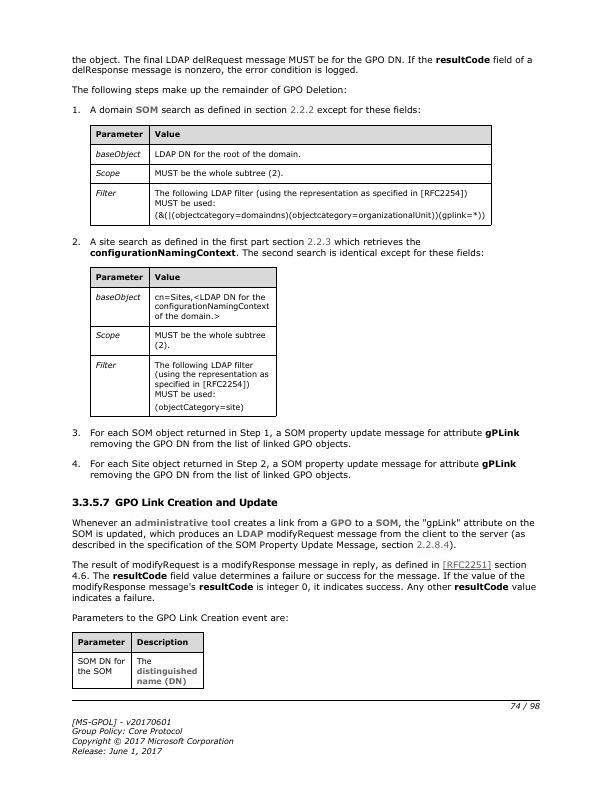 the object. The final LDAP delRequest message MUST be for the GPO DN. If the resultCode field of a
delResponse message is nonzero, the error condition is logged.
The following steps make up the remainder of GPO Deletion:
1. A domain SOM search as defined in section 2.2.2 except for these fields:
Parameter Value
baseObject LDAP DN for the root of the domain.
Scope MUST be the whole subtree (2).
Filter The following LDAP filter (using the representation as specified in [RFC2254])
MUST be used:
(&(|(objectcategory=domaindns)(objectcategory=organizationalUnit))(gplink=*))
2. A site search as defined in the first part section 2.2.3 which retrieves the
configurationNamingContext. The second search is identical except for these fields:
Parameter Value
baseObject cn=Sites,<LDAP DN for the
configurationNamingContext
of the domain.>
Scope MUST be the whole subtree
(2).
Filter The following LDAP filter
(using the representation as
specified in [RFC2254])
MUST be used:
(objectCategory=site)
3. For each SOM object returned in Step 1, a SOM property update message for attribute gPLink
removing the GPO DN from the list of linked GPO objects.
4. For each Site object returned in Step 2, a SOM property update message for attribute gPLink
removing the GPO DN from the list of linked GPO objects.
3.3.5.7 GPO Link Creation and Update
Whenever an administrative tool creates a link from a GPO to a SOM, the "gpLink" attribute on the
SOM is updated, which produces an LDAP modifyRequest message from the client to the server (as
described in the specification of the SOM Property Update Message, section 2.2.8.4).
The result of modifyRequest is a modifyResponse message in reply, as defined in [RFC2251] section
4.6. The resultCode field value determines a failure or success for the message. If the value of the
modifyResponse message's resultCode is integer 0, it indicates success. Any other resultCode value
indicates a failure.
Parameters to the GPO Link Creation event are:
Parameters Description
SOM DN for The
the SOM distinguished
name (DN)
74 / 98
[MS-GPOL] - v20170601
Group Policy: Core Protocol
Copyright © 2017 Microsoft Corporation
Release: June 1, 2017